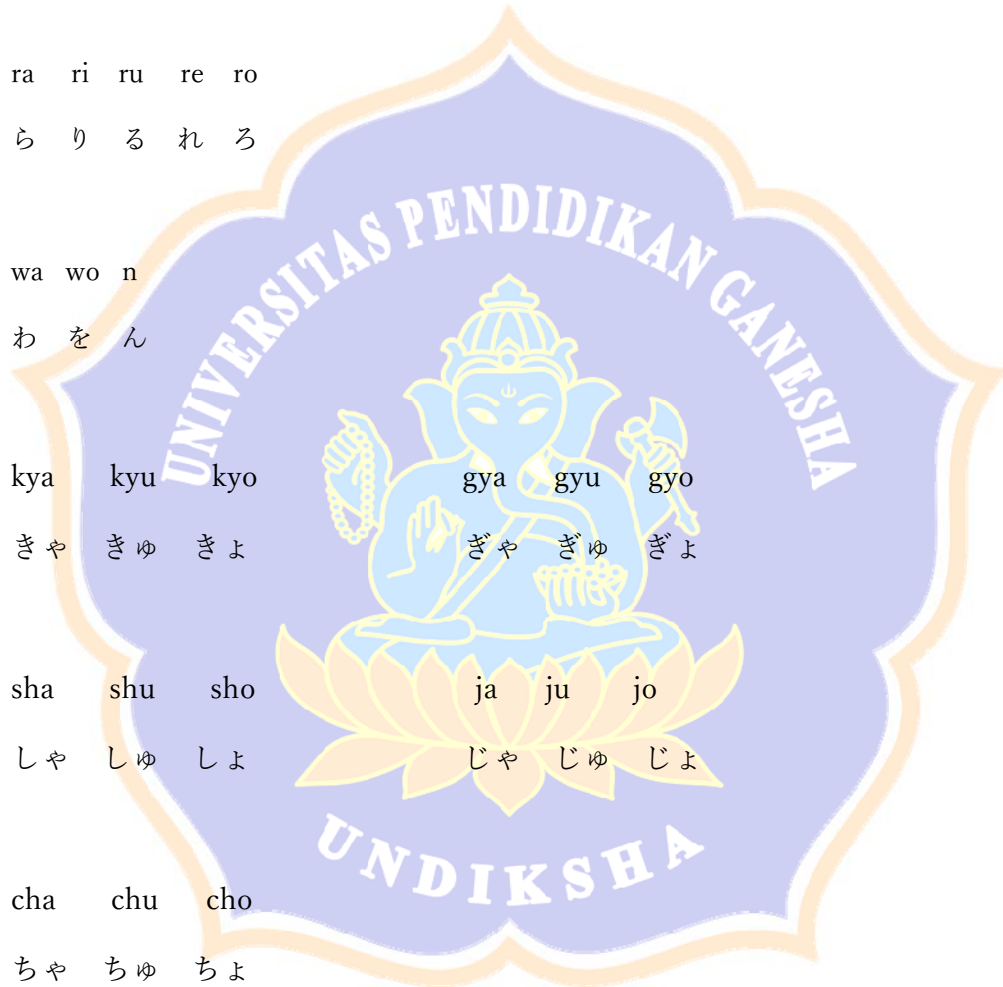 ra ri ru re ro
ら り る れ ろ
UNIVERSITAS PENDIDIKAN GANESHA
wa wo n
わ を ん
kya kyu kyo gya gyu gyo
きゃ きゅ きょ ぎゃ ぎゅ ぎょ
sha shu sho ja ju jo
しゃ しゅ しょ じゃ じゅ じょ
UNDIKSHA
cha chu cho
ちゃ ちゅ ちょ